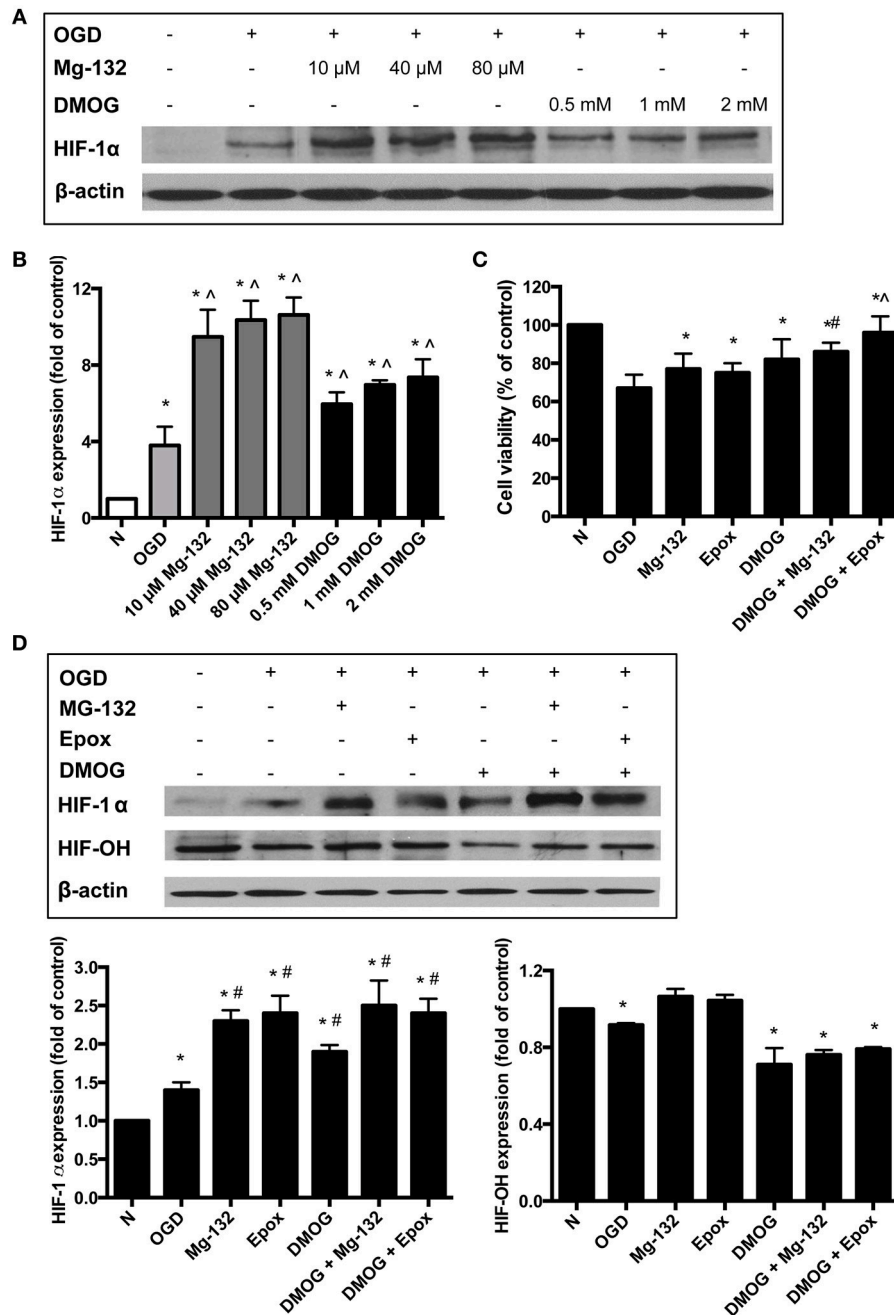 A
OGD - + + + + + + +
Mg-132 - - 10 µM 40 µM 80 µM - - -
DMOG - - - - - 0.5 mM 1 mM 2 mM
HIF-1α
β-actin
B
HIF-1α expression (fold of control)
12
8
4
0
*
* ^
* ^
* ^
* ^
* ^
* ^
N
OGD
10 µM Mg-132
40 µM Mg-132
80 µM Mg-132
0.5 mM DMOG
1 mM DMOG
2 mM DMOG
C
Cell viability (% of control)
120
100
80
60
40
20
0
*
*
*
*#
*^
N
OGD
Mg-132
Epox
DMOG
DMOG + Mg-132
DMOG + Epox
D
OGD - + + + + + +
MG-132 - - + - - + -
Epox - - - + - - +
DMOG - - - - + + +
HIF-1 α
HIF-OH
β-actin
HIF-1 α expression (fold of control)
3.0
2.5
2.0
1.5
1.0
0.5
0.0
*
* #
* #
* #
* #
* #
N
OGD
Mg-132
Epox
DMOG
DMOG + Mg-132
DMOG + Epox
HIF-OH expression (fold of control)
1.2
0.8
0.4
0.0
*
*
*
*
N
OGD
Mg-132
Epox
DMOG
DMOG + Mg-132
DMOG + Epox